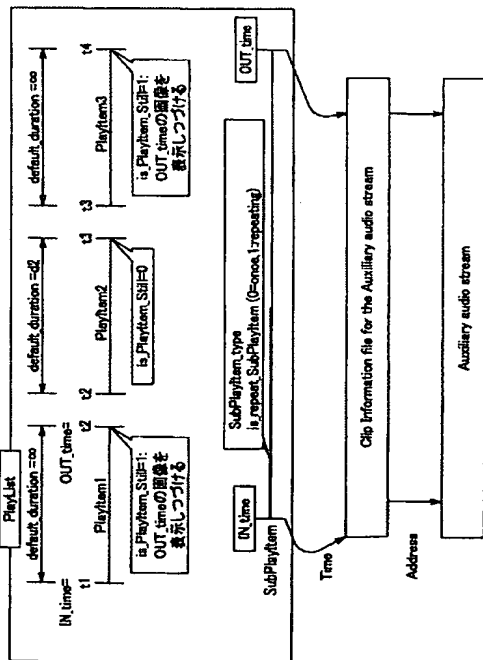 PlayList
default_duration =∞
default_duration =d2
default_duration =∞
IN_time=
OUT_time=
t1
t2
t2
t3
t3
t4
PlayItem1
PlayItem2
PlayItem3
is_PlayItem_Still=1:
OUT_timeの画像を
表示しつづける
is_PlayItem_Still=0
is_PlayItem_Still=1:
OUT_timeの画像を
表示しつづける
SubPlayItem_type
is_repeat_SubPlayItem (0=once,1:repeating)
IN_time
OUT_time
SubPlayItem
Time
Clip Information file for the Auxiliary audio stream
Address
Auxiliary audio stream